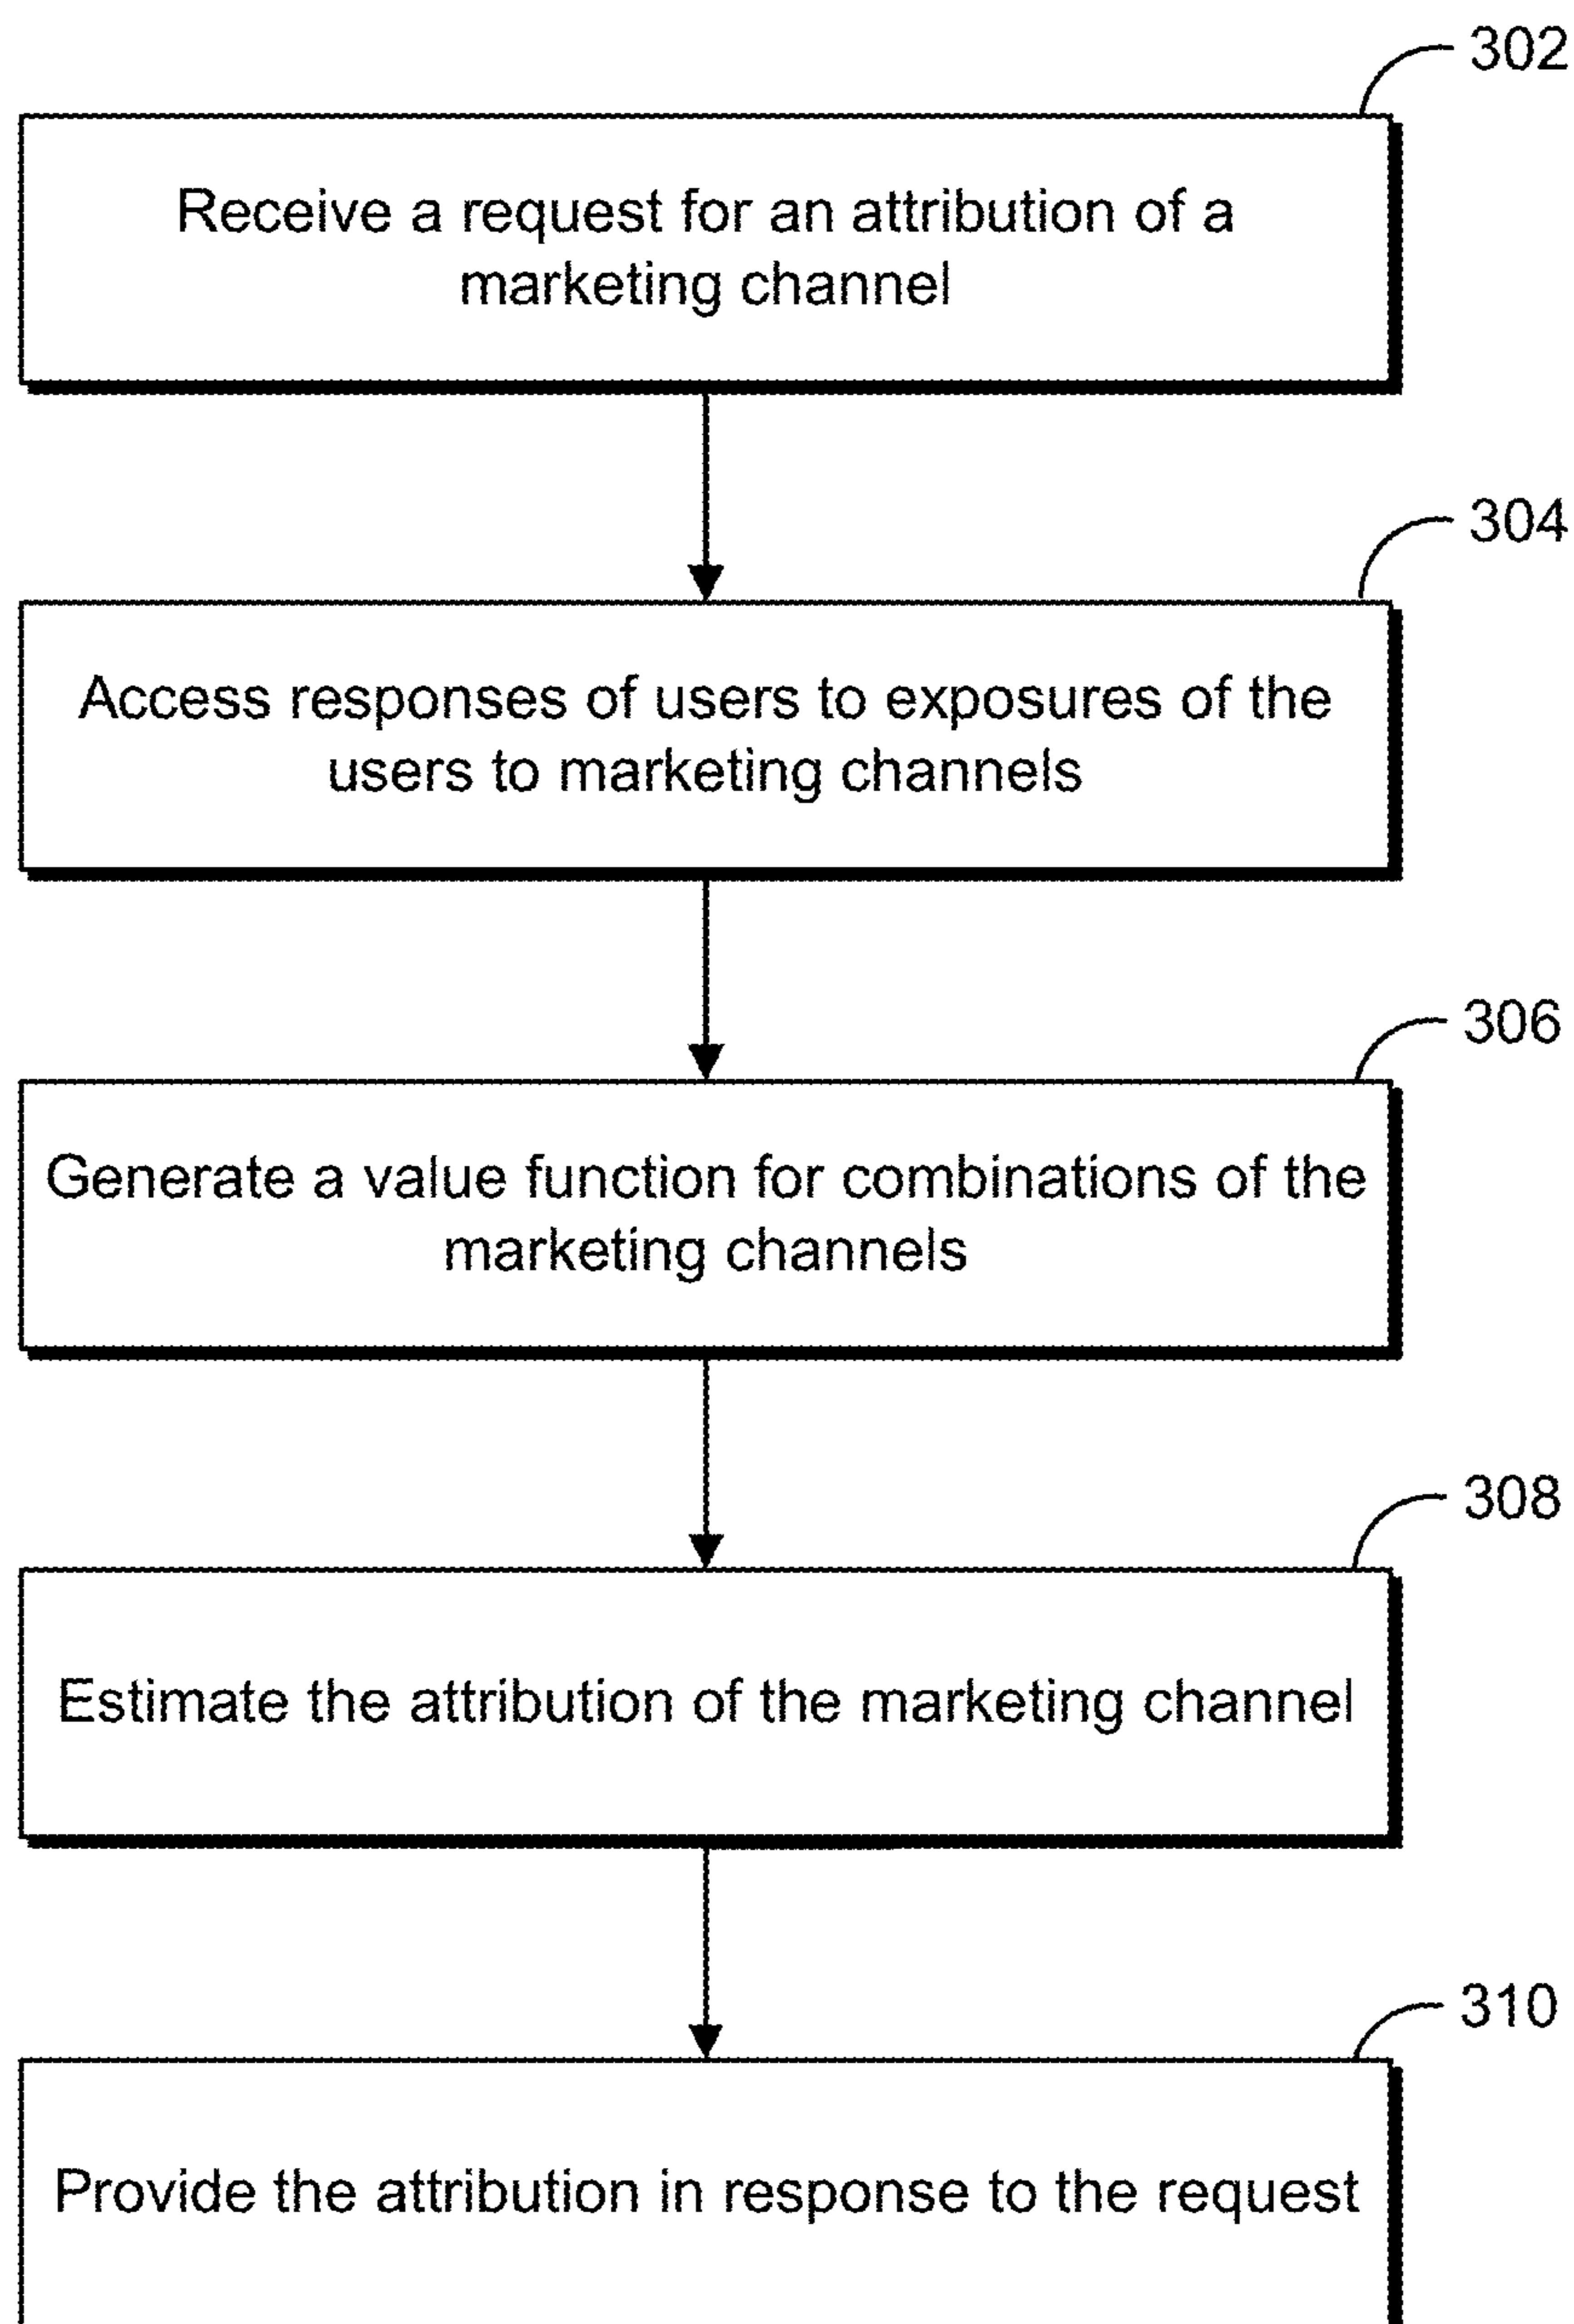 302
Receive a request for an attribution of a
marketing channel
304
Access responses of users to exposures of the
users to marketing channels
306
Generate a value function for combinations of the
marketing channels
308
Estimate the attribution of the marketing channel
310
Provide the attribution in response to the request